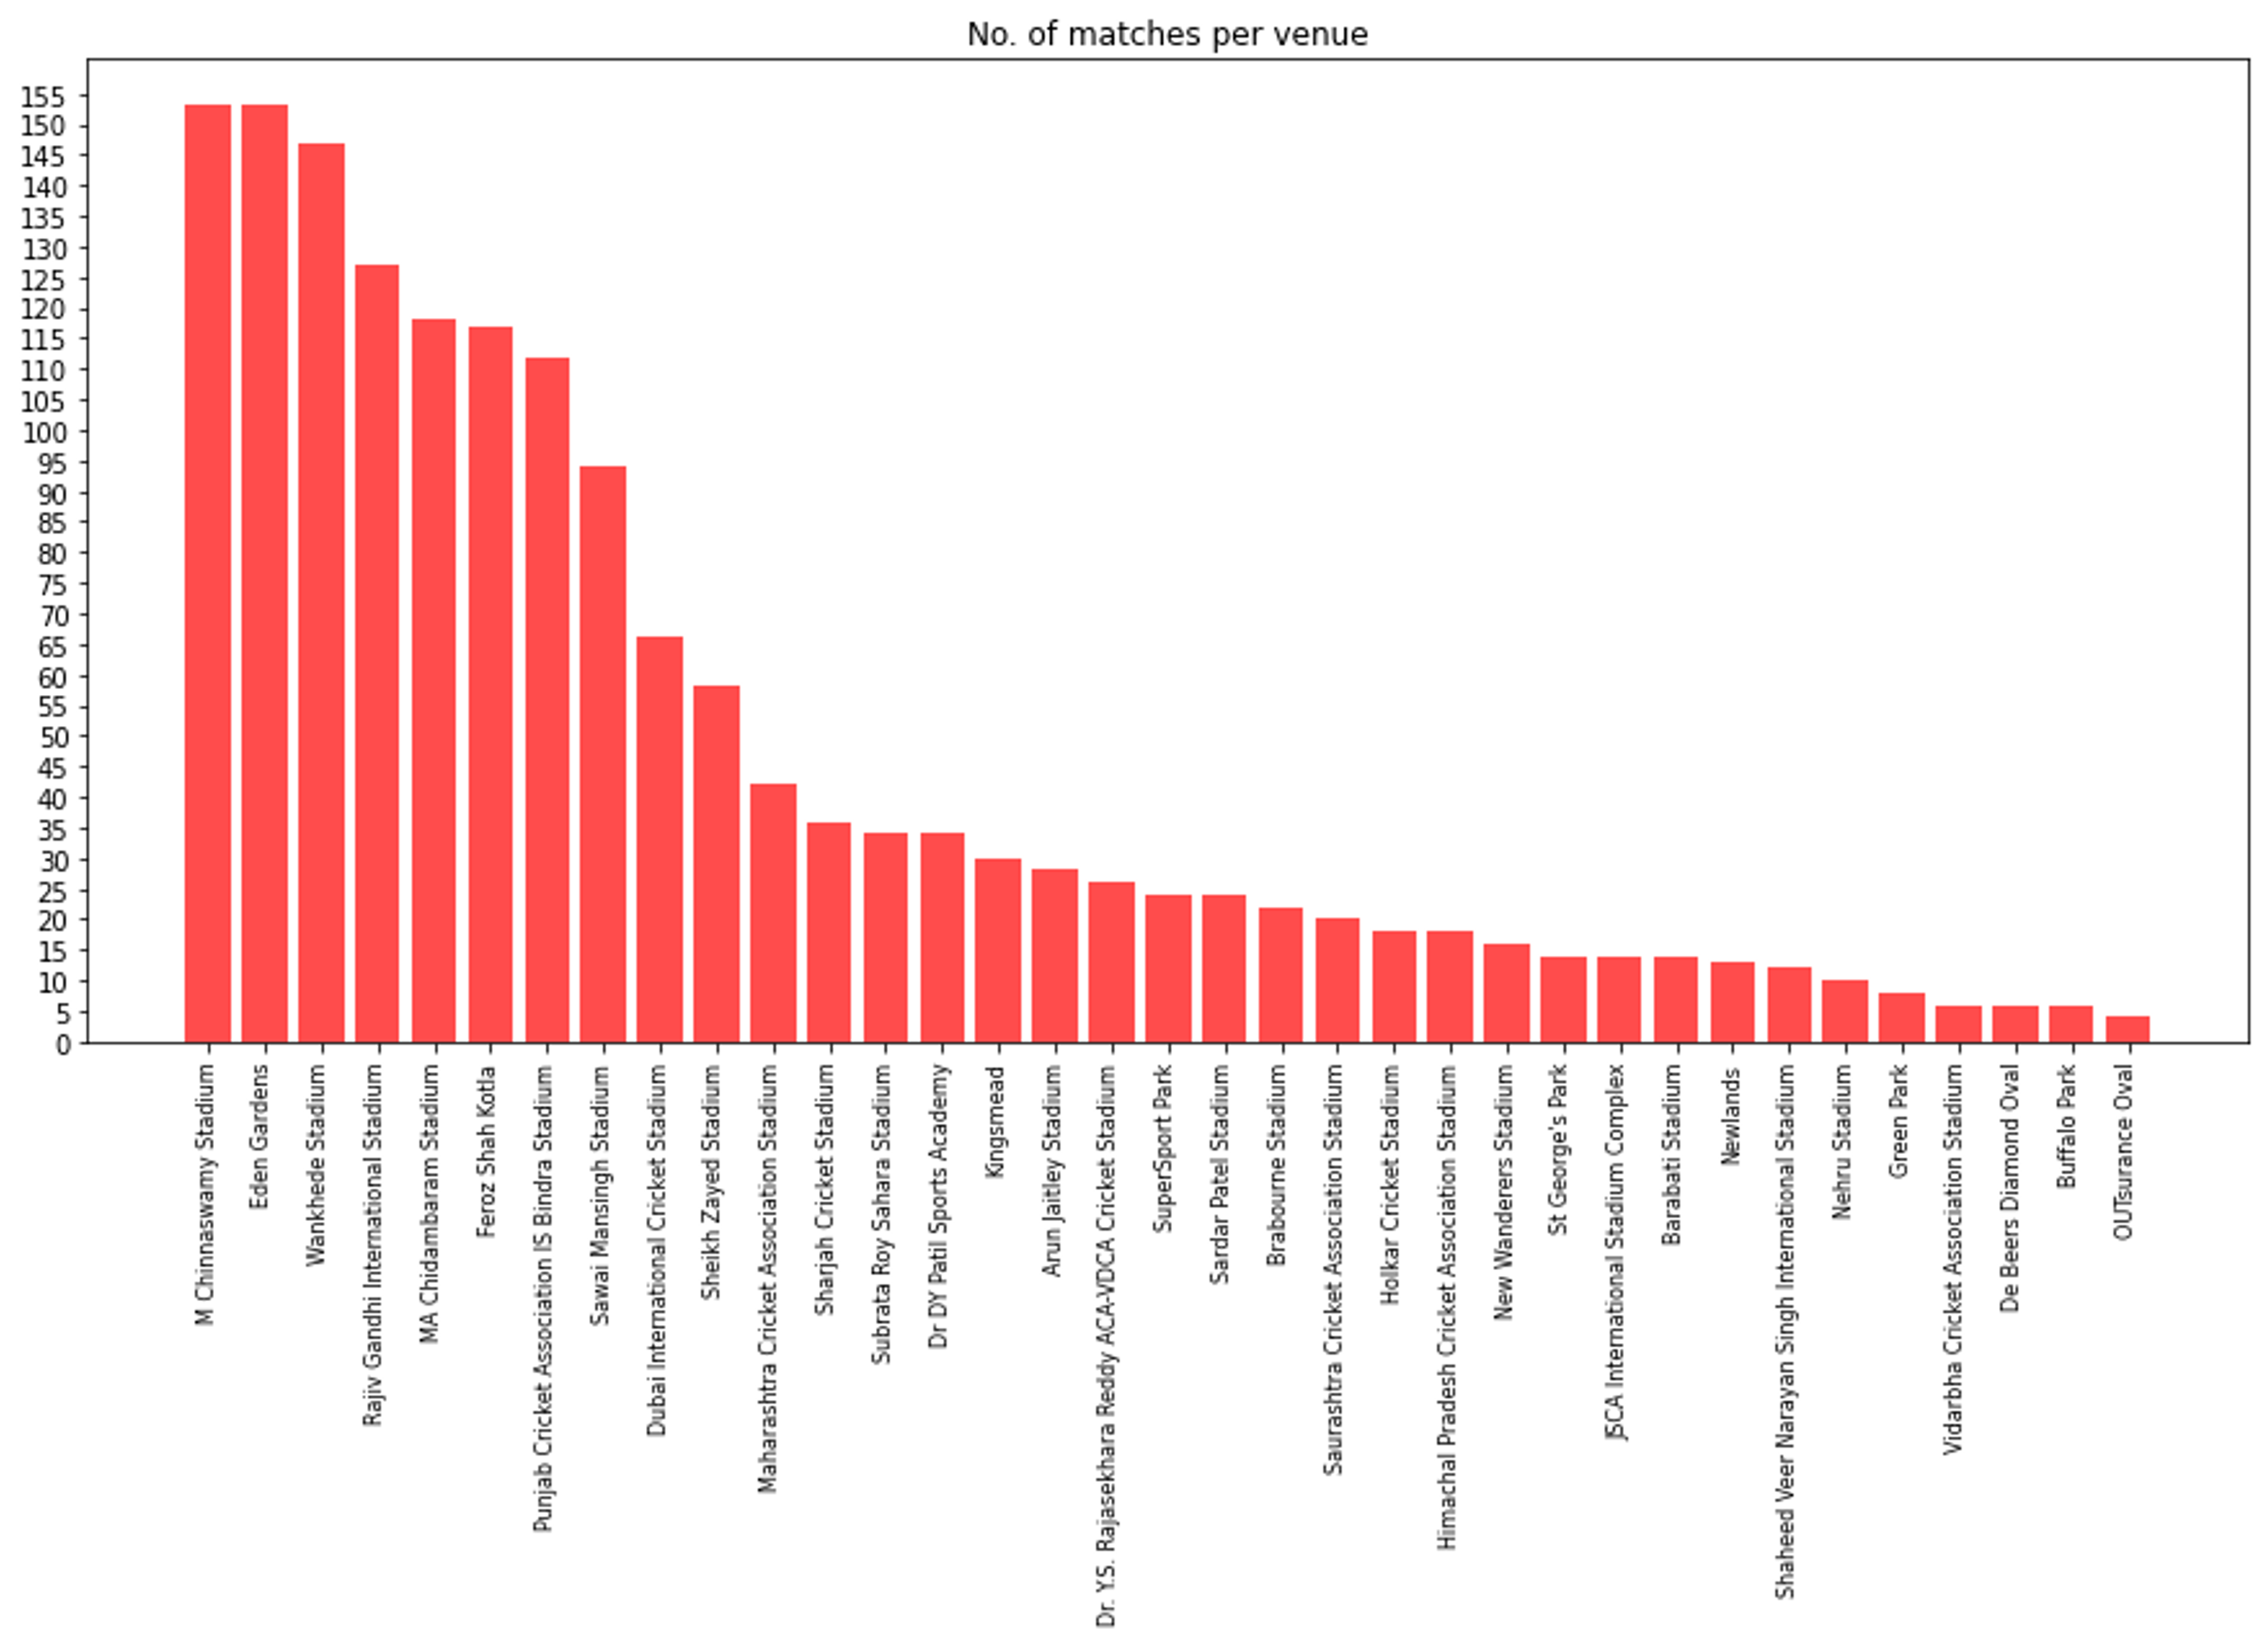 No. of matches per venue
155
150
145
140
135
130
125
120
115
110
105
100
95
90
85
80
75
70
65
60
55
50
45
40
35
30
25
20
15
10
5
0
M Chinnaswamy Stadium
Eden Gardens
Wankhede Stadium
Rajiv Gandhi International Stadium
MA Chidambaram Stadium
Feroz Shah Kotla
Punjab Cricket Association IS Bindra Stadium
Sawai Mansingh Stadium
Dubai International Cricket Stadium
Sheikh Zayed Stadium
Maharashtra Cricket Association Stadium
Sharjah Cricket Stadium
Subrata Roy Sahara Stadium
Dr DY Patil Sports Academy
Kingsmead
Arun Jaitley Stadium
Dr. Y.S. Rajasekhara Reddy ACA-VDCA Cricket Stadium
SuperSport Park
Sardar Patel Stadium
Brabourne Stadium
Saurashtra Cricket Association Stadium
Holkar Cricket Stadium
Himachal Pradesh Cricket Association Stadium
New Wanderers Stadium
St George's Park
JSCA International Stadium Complex
Barabati Stadium
Newlands
Shaheed Veer Narayan Singh International Stadium
Nehru Stadium
Green Park
Vidarbha Cricket Association Stadium
De Beers Diamond Oval
Buffalo Park
OUTsurance Oval